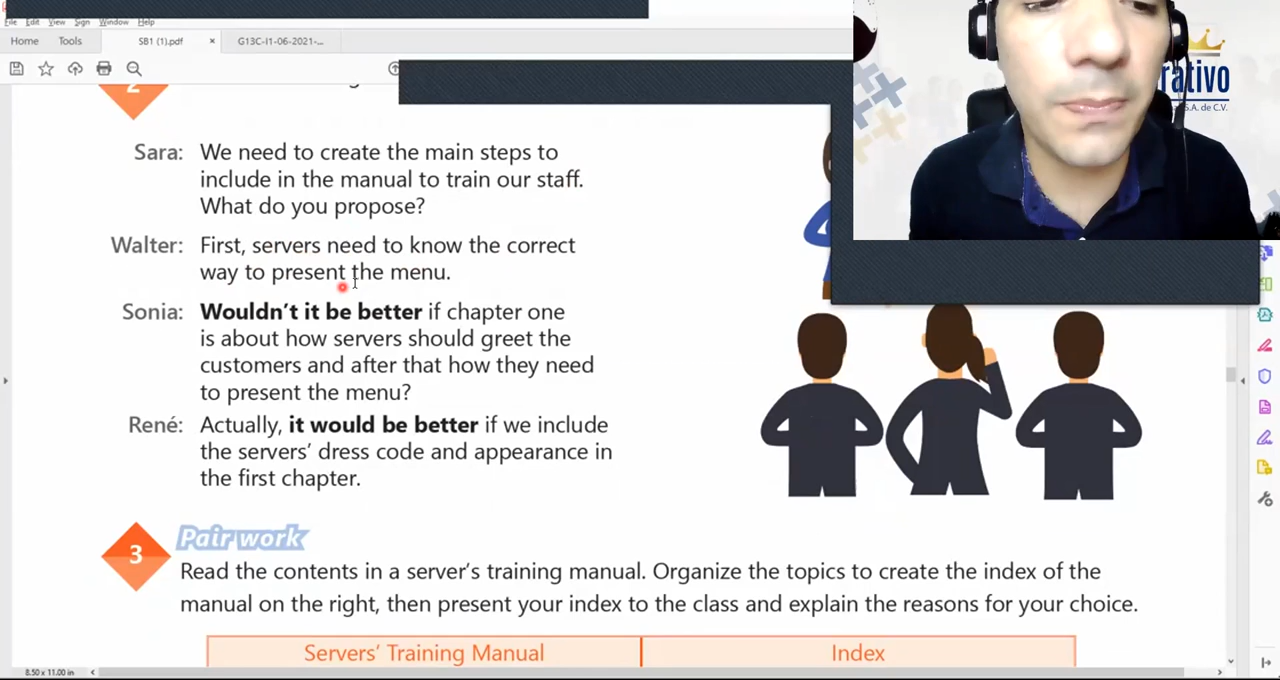 File Edit View Sign Window Help
Home Tools SB1 (1).pdf × G13C-I1-06-2021-...
rativo
S.A. de C.V.
2
Sara: We need to create the main steps to
include in the manual to train our staff.
What do you propose?
Walter: First, servers need to know the correct
way to present the menu.
Sonia: Wouldn't it be better if chapter one
is about how servers should greet the
customers and after that how they need
to present the menu?
René: Actually, it would be better if we include
the servers' dress code and appearance in
the first chapter.
3 Pair work
Read the contents in a server's training manual. Organize the topics to create the index of the
manual on the right, then present your index to the class and explain the reasons for your choice.
Servers' Training Manual Index
8.50 x 11.00 in